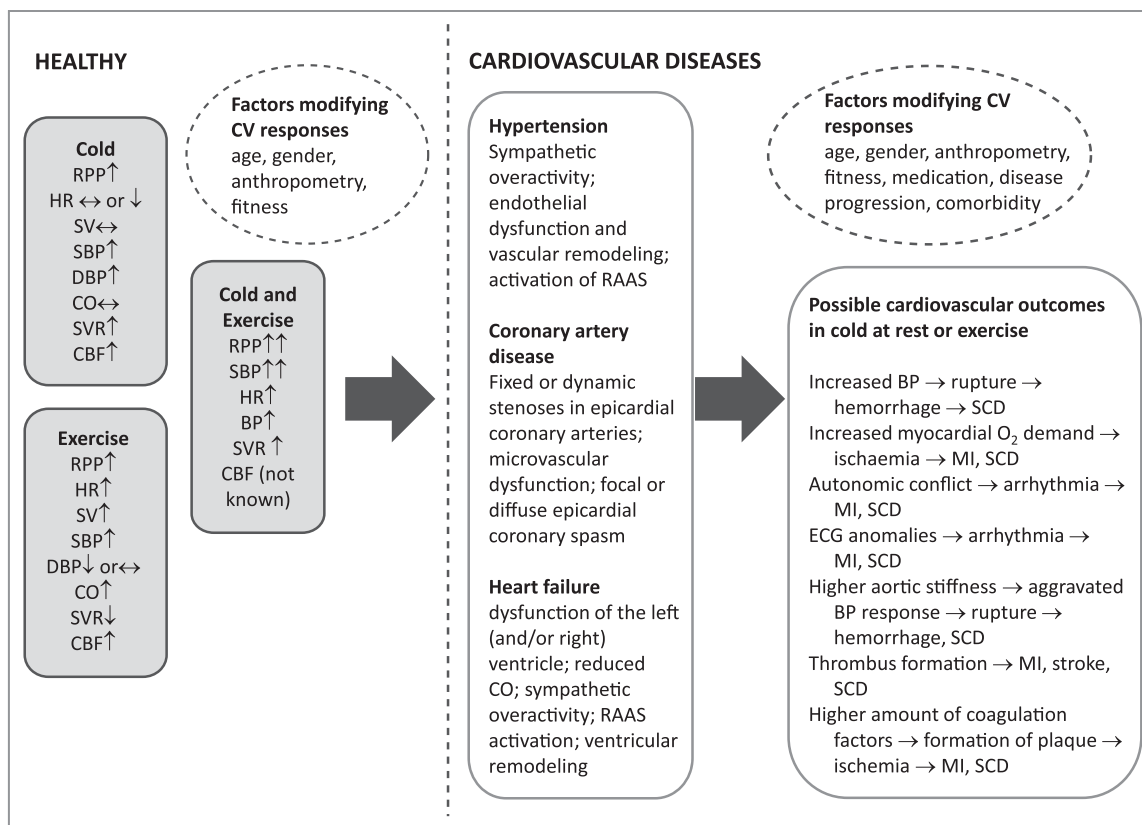 HEALTHY
Factors modifying
CV responses
age, gender,
anthropometry,
fitness
Cold
RPP↑
HR ↔ or ↓
SV↔
SBP↑
DBP↑
CO↔
SVR↑
CBF↑
Cold and
Exercise
RPP↑↑
SBP↑↑
HR↑
BP↑
SVR ↑
CBF (not
known)
Exercise
RPP↑
HR↑
SV↑
SBP↑
DBP↓ or↔
CO↑
SVR↓
CBF↑
CARDIOVASCULAR DISEASES
Hypertension
Sympathetic
overactivity;
endothelial
dysfunction and
vascular remodeling;
activation of RAAS
Coronary artery
disease
Fixed or dynamic
stenoses in epicardial
coronary arteries;
microvascular
dysfunction; focal or
diffuse epicardial
coronary spasm
Heart failure
dysfunction of the left
(and/or right)
ventricle; reduced
CO; sympathetic
overactivity; RAAS
activation; ventricular
remodeling
Factors modifying CV
responses
age, gender, anthropometry,
fitness, medication, disease
progression, comorbidity
Possible cardiovascular outcomes
in cold at rest or exercise
Increased BP → rupture →
hemorrhage → SCD
Increased myocardial O₂ demand →
ischaemia → MI, SCD
Autonomic conflict → arrhythmia →
MI, SCD
ECG anomalies → arrhythmia →
MI, SCD
Higher aortic stiffness → aggravated
BP response → rupture →
hemorrhage, SCD
Thrombus formation → MI, stroke,
SCD
Higher amount of coagulation
factors → formation of plaque →
ischemia → MI, SCD